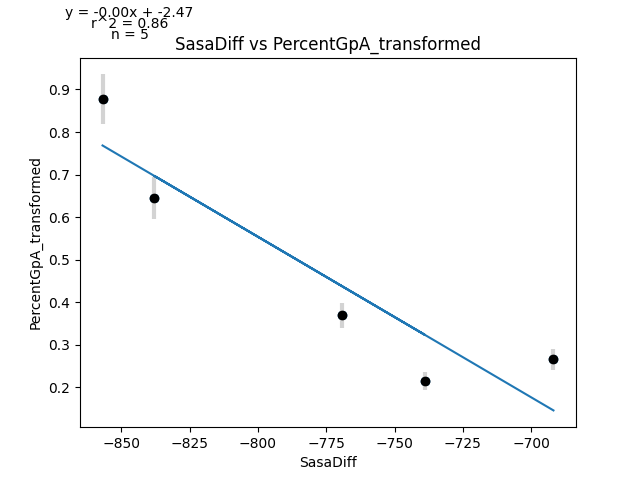 y = -0.00x + -2.47
r^2 = 0.86
n = 5
SasaDiff vs PercentGpA_transformed
PercentGpA_transformed
0.9
0.8
0.7
0.6
0.5
0.4
0.3
0.2
−850 −825 −800 −775 −750 −725 −700
SasaDiff